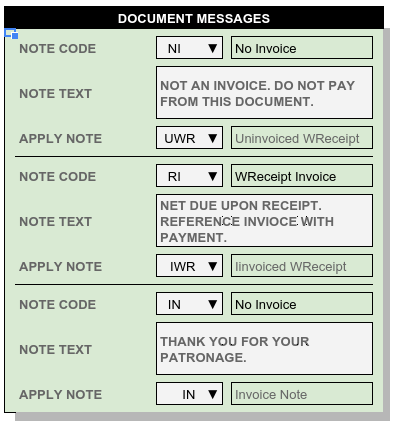 DOCUMENT MESSAGES
NOTE CODE NI ▼ No Invoice
NOTE TEXT NOT AN INVOICE. DO NOT PAY
FROM THIS DOCUMENT.
APPLY NOTE UWR ▼ Uninvoiced WReceipt
NOTE CODE RI ▼ WReceipt Invoice
NOTE TEXT NET DUE UPON RECEIPT.
REFERENCE INVIOCE WITH
PAYMENT.
APPLY NOTE IWR ▼ Iinvoiced WReceipt
NOTE CODE IN ▼ No Invoice
NOTE TEXT THANK YOU FOR YOUR
PATRONAGE.
APPLY NOTE IN ▼ Invoice Note